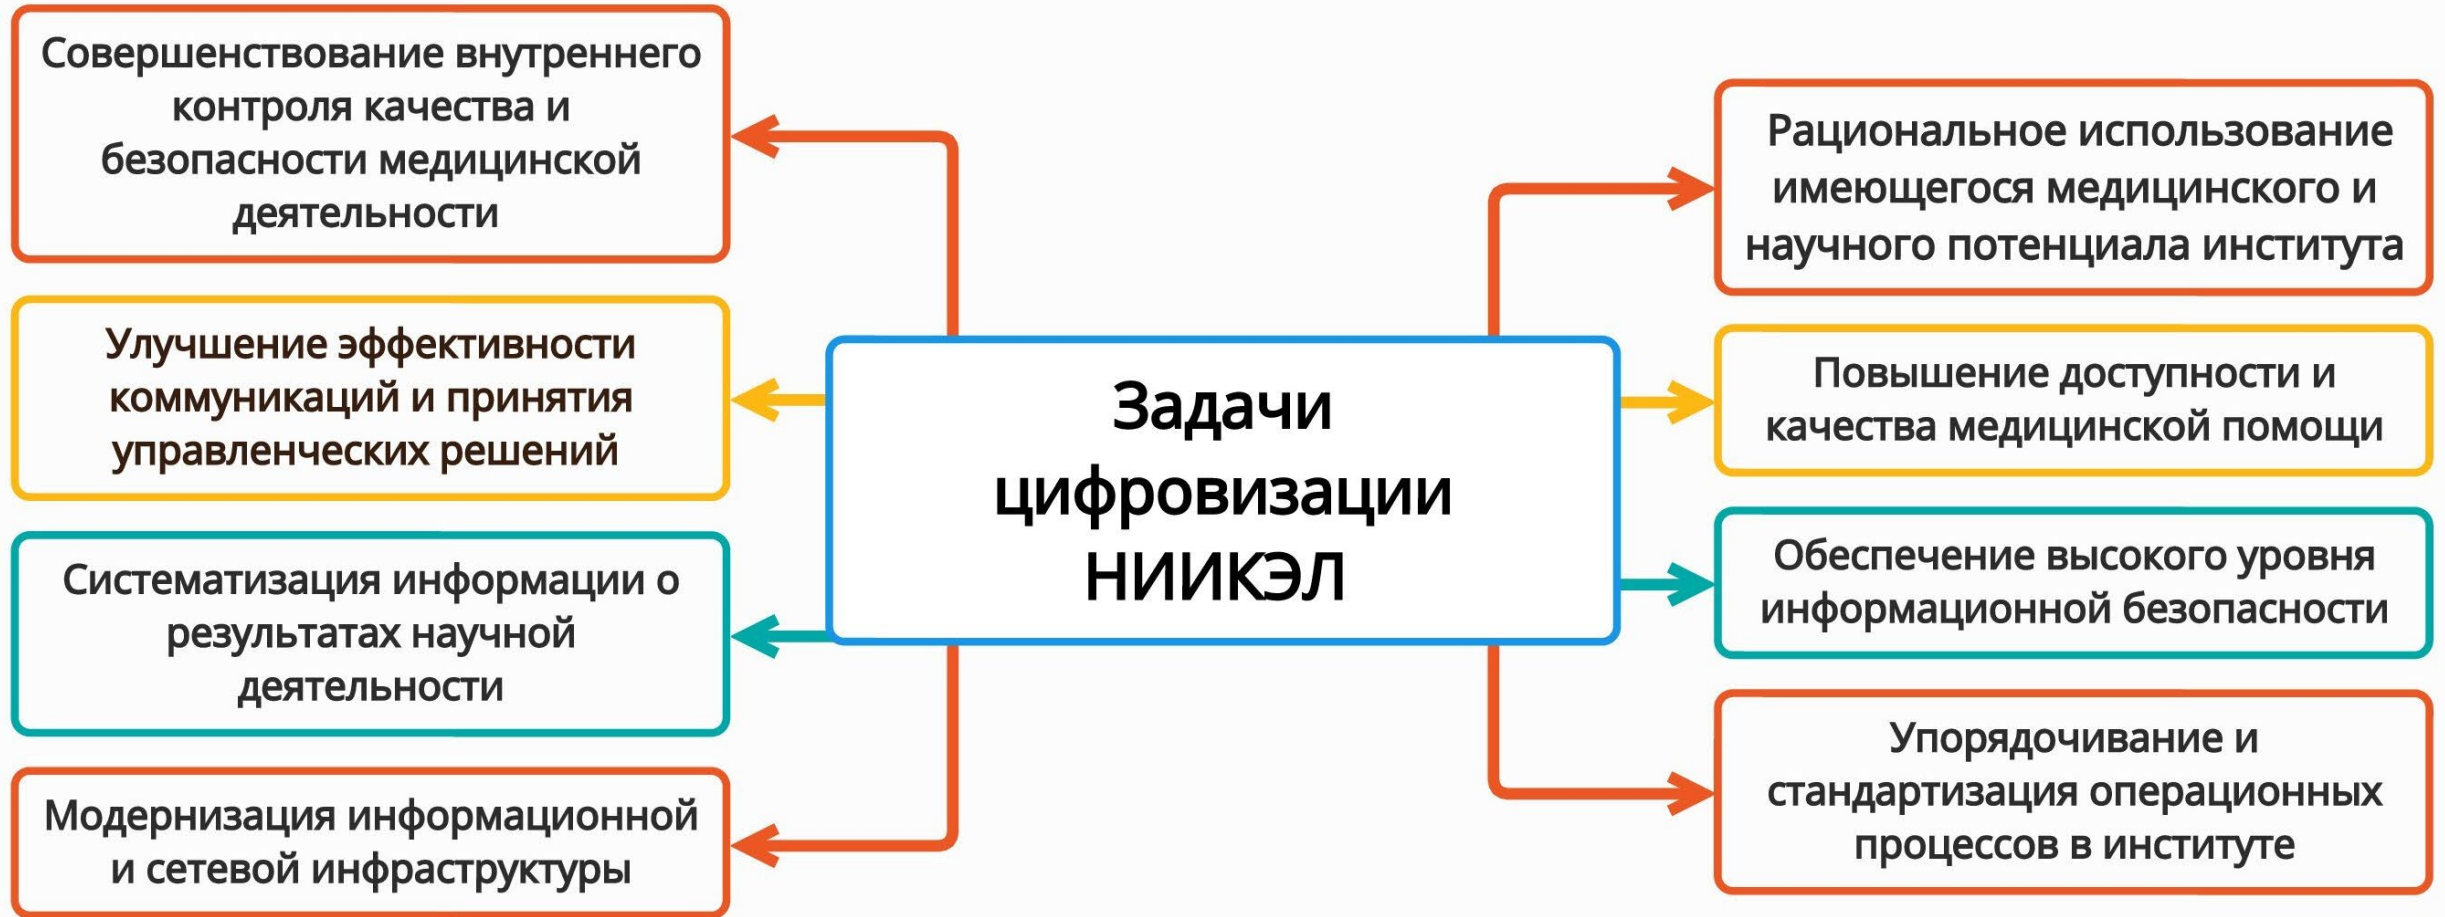 Совершенствование внутреннего
контроля качества и
безопасности медицинской
деятельности
Улучшение эффективности
коммуникаций и принятия
управленческих решений
Систематизация информации о
результатах научной
деятельности
Модернизация информационной
и сетевой инфраструктуры
Задачи
цифровизации
НИИКЭЛ
Рациональное использование
имеющегося медицинского и
научного потенциала института
Повышение доступности и
качества медицинской помощи
Обеспечение высокого уровня
информационной безопасности
Упорядочивание и
стандартизация операционных
процессов в институте